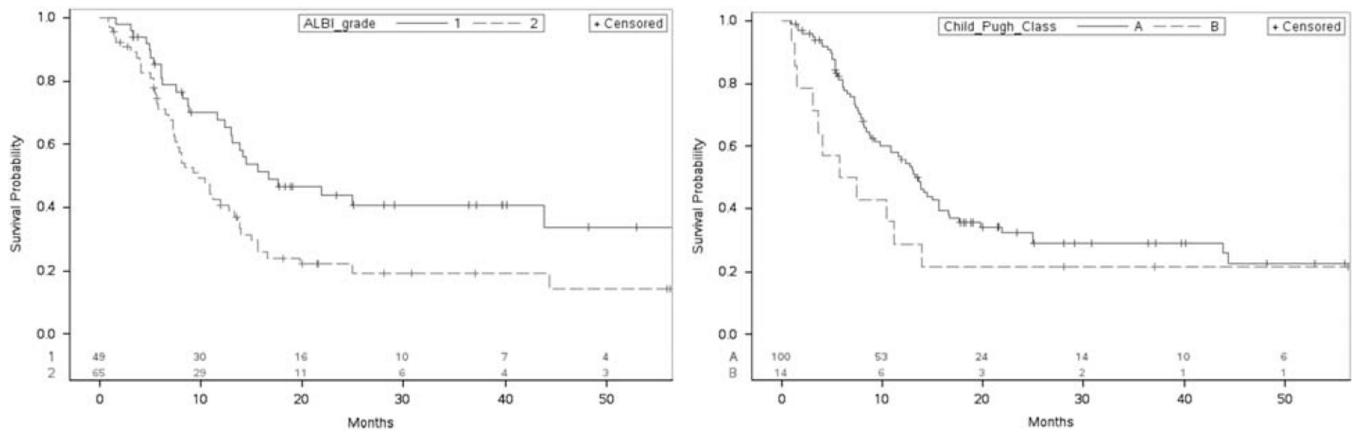 ALBI_grade 1 2 + Censored
Survival Probability
1.0
0.8
0.6
0.4
0.2
0.0
1 49 30 16 10 7 4
2 65 29 11 6 4 3
0 10 20 30 40 50
Months
Child_Pugh_Class A B + Censored
Survival Probability
1.0
0.8
0.6
0.4
0.2
0.0
A 100 53 24 14 10 6
B 14 6 3 2 1 1
0 10 20 30 40 50
Months